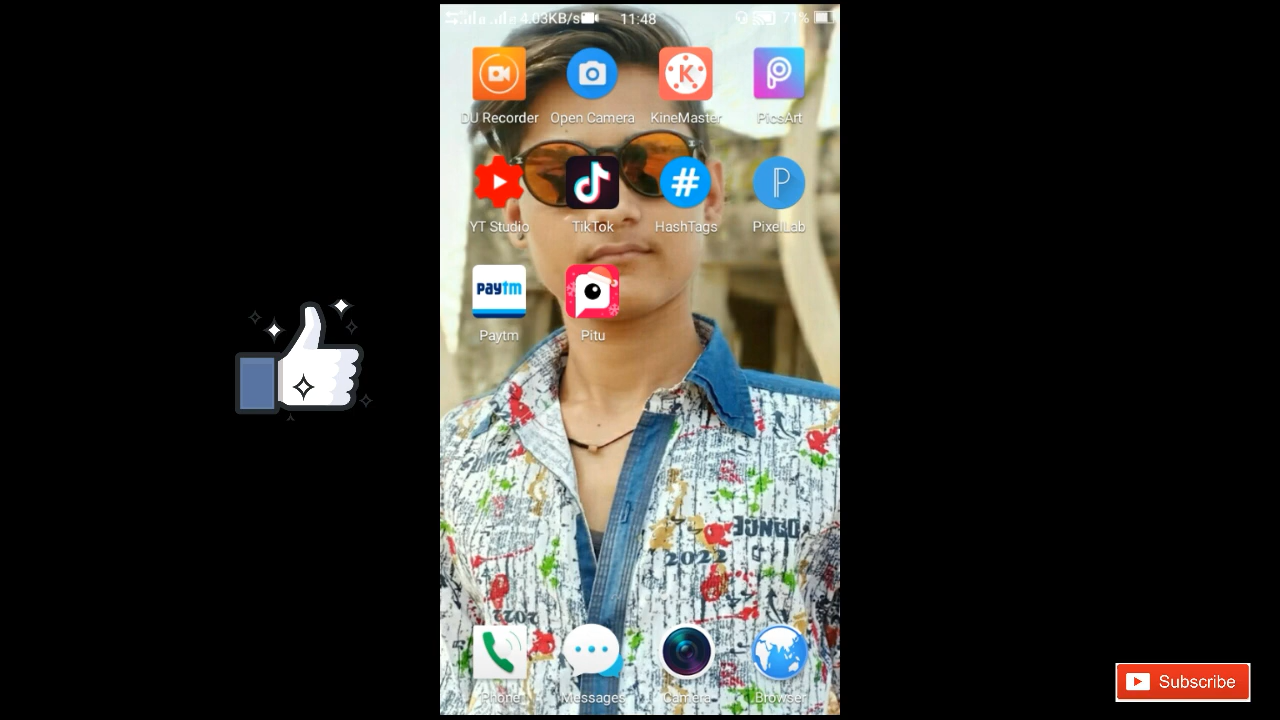 4.03KB/s 11:48 71%
DU Recorder Open Camera KineMaster PicsArt
YT Studio TikTok HashTags PixelLab
paytm
Paytm Pitu
JONGO
2022
Phone Messages Camera Browser
Subscribe